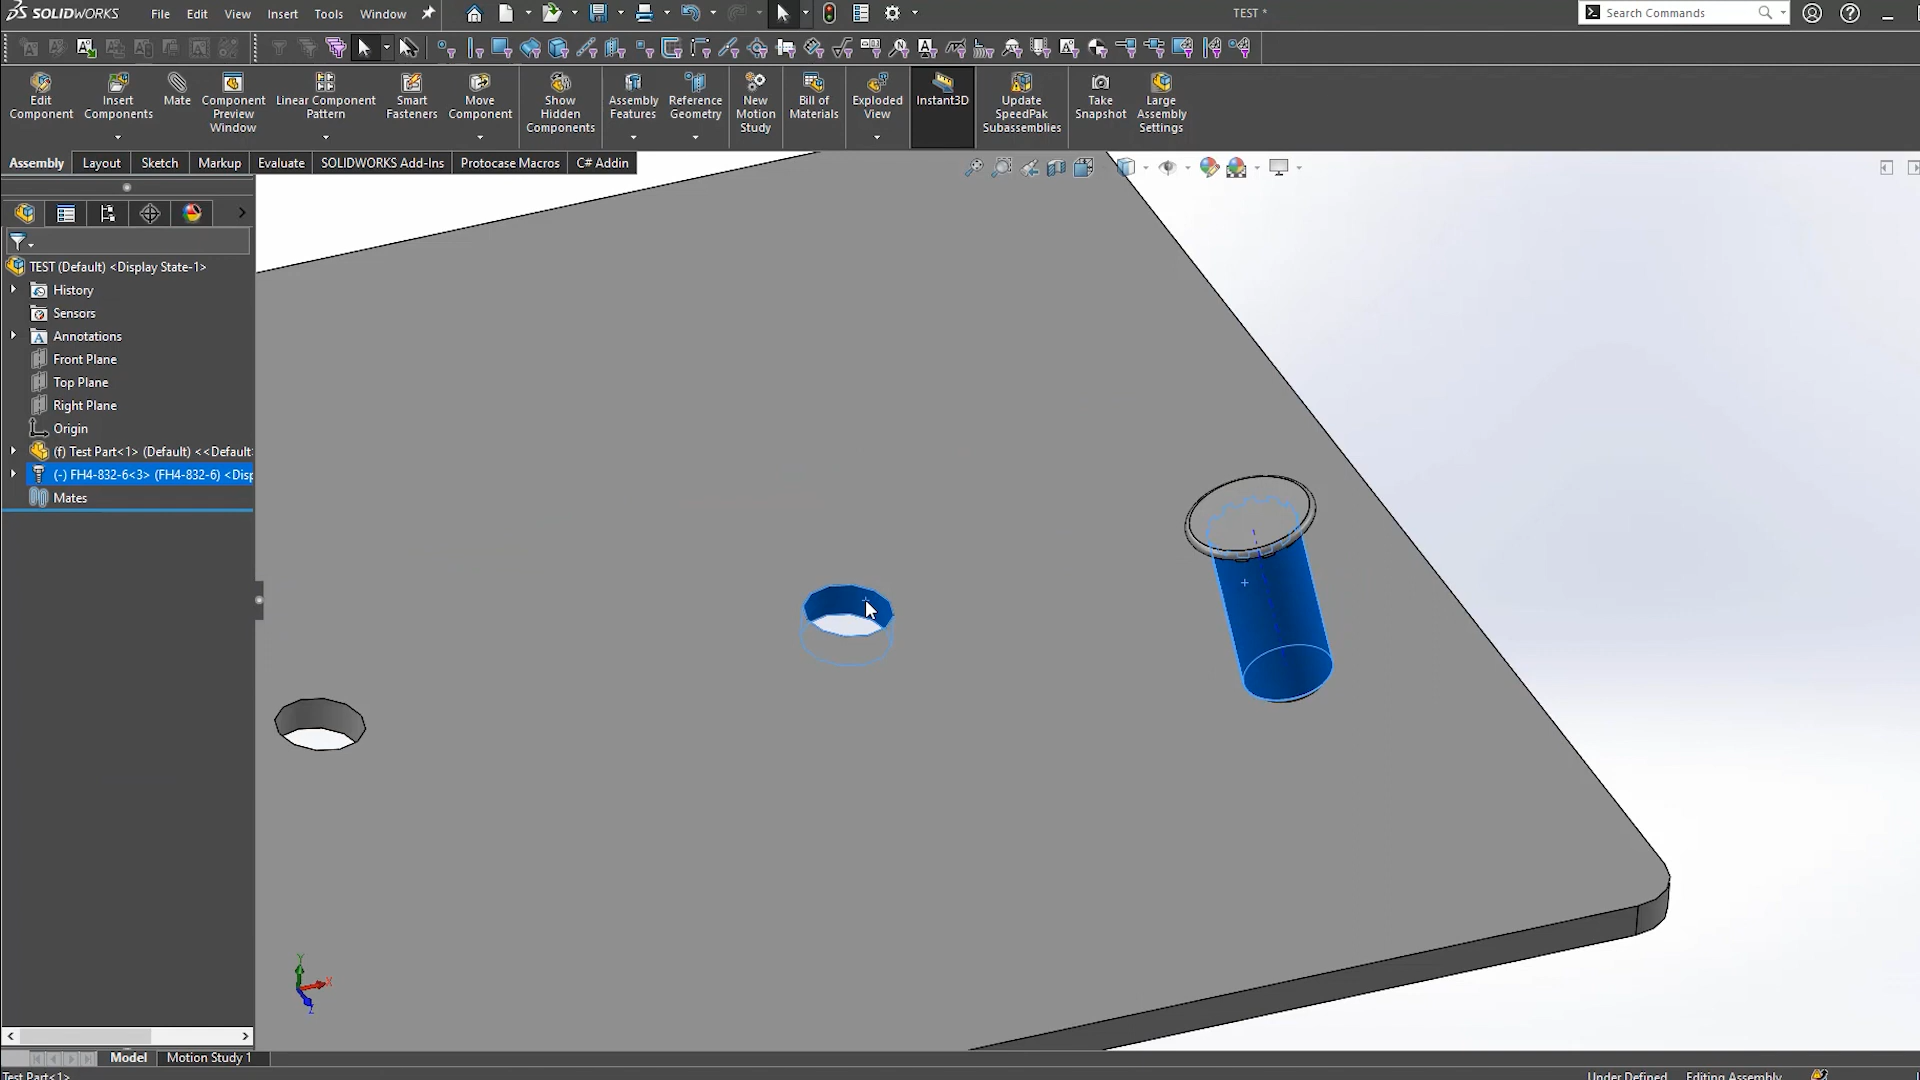 SOLIDWORKS File Edit View Insert Tools Window TEST * Search Commands
Edit Component
Insert Components
Mate
Component Preview Window
Linear Component Pattern
Smart Fasteners
Move Component
Show Hidden Components
Assembly Features
Reference Geometry
New Motion Study
Bill of Materials
Exploded View
Instant3D
Update SpeedPak Subassemblies
Take Snapshot
Large Assembly Settings
Assembly Layout Sketch Markup Evaluate SOLIDWORKS Add-Ins Protocase Macros C# Addin
TEST (Default) <Display State-1>
History
Sensors
Annotations
Front Plane
Top Plane
Right Plane
Origin
(f) Test Part<1> (Default) <<Default
(-) FH4-832-6<3> (FH4-832-6) <Disp
Mates
Y
X
Z
Model Motion Study 1
Test Part<1> Under Defined Editing Assembly